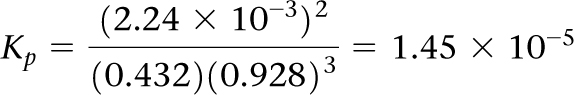 Kₚ = (2.24 × 10⁻³)² / (0.432)(0.928)³ = 1.45 × 10⁻⁵